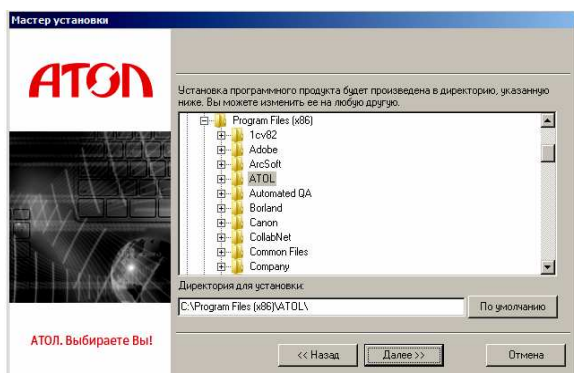 Мастер установки
АТОЛ
Установка программного продукта будет произведена в директорию, указанную
ниже. Вы можете изменить ее на любую другую.
Program Files (x86)
1cv82
Adobe
ArcSoft
ATOL
Automated QA
Borland
Canon
CollabNet
Common Files
Company
Директория для установки:
C:\Program Files (x86)\ATOL\
По умолчанию
АТОЛ. Выбираете Вы!
<< Назад
Далее >>
Отмена